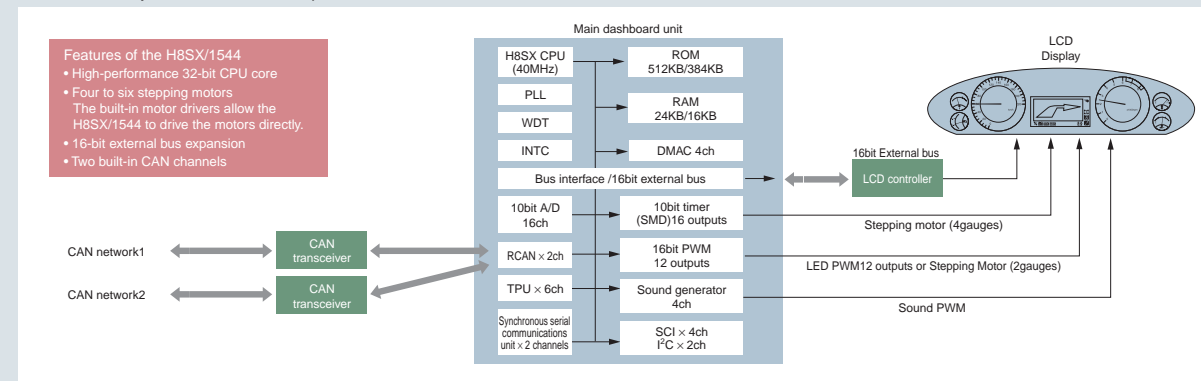 Main dashboard unit
Features of the H8SX/1544
• High-performance 32-bit CPU core
• Four to six stepping motors
The built-in motor drivers allow the
H8SX/1544 to drive the motors directly.
• 16-bit external bus expansion
• Two built-in CAN channels
H8SX CPU
(40MHz)
PLL
WDT
INTC
ROM
512KB/384KB
RAM
24KB/16KB
DMAC 4ch
Bus interface /16bit external bus
10bit A/D
16ch
RCAN × 2ch
TPU × 6ch
Synchronous serial
communications
unit × 2 channels
10bit timer
(SMD)16 outputs
16bit PWM
12 outputs
Sound generator
4ch
SCI × 4ch
I²C × 2ch
CAN network1
CAN
transceiver
CAN network2
CAN
transceiver
LCD
Display
16bit External bus
LCD controller
Stepping motor (4gauges)
LED PWM12 outputs or Stepping Motor (2gauges)
Sound PWM